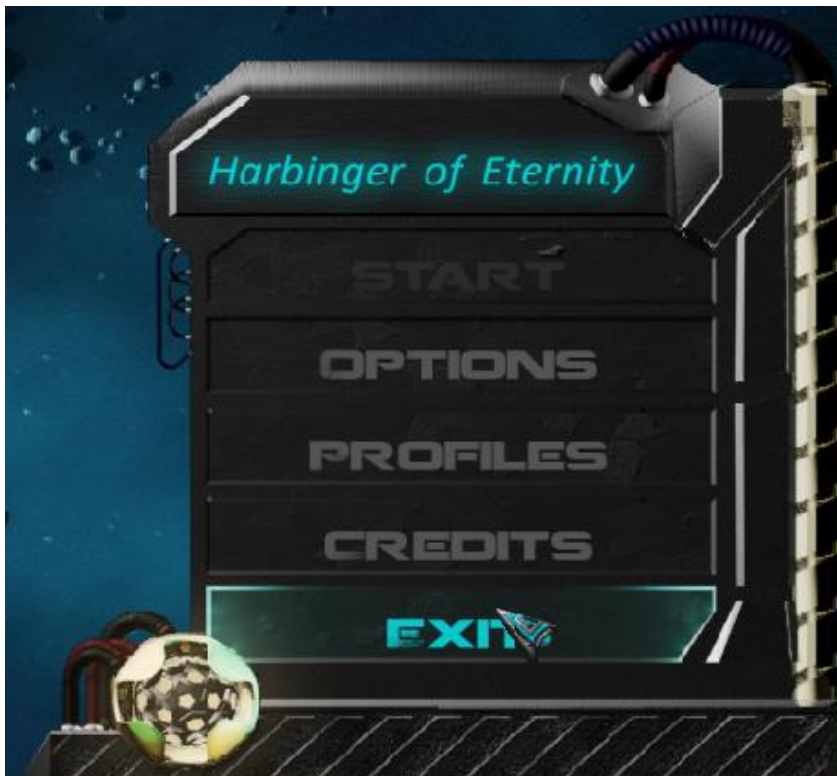 Harbinger of Eternity
START
OPTIONS
PROFILES
CREDITS
EXIT